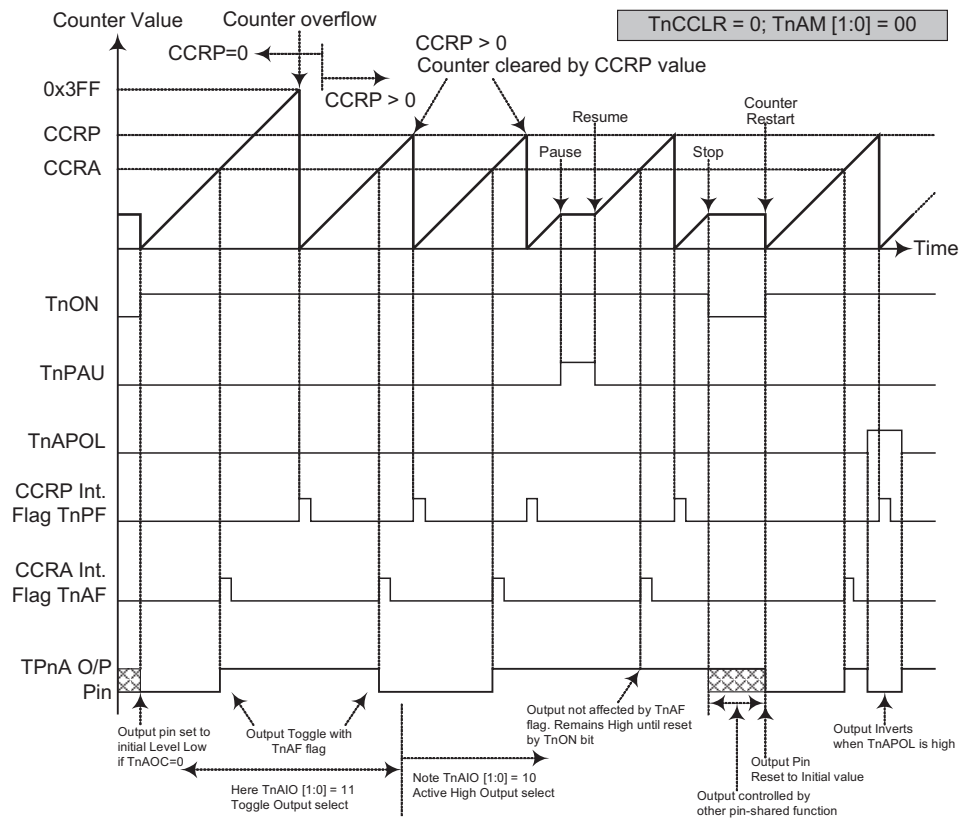 Counter Value
Counter overflow
TnCCLR = 0; TnAM [1:0] = 00
CCRP=0
CCRP > 0
CCRP > 0
Counter cleared by CCRP value
0x3FF
CCRP
CCRA
Pause
Resume
Stop
Counter
Restart
Time
TnON
TnPAU
TnAPOL
CCRP Int.
Flag TnPF
CCRA Int.
Flag TnAF
TPnA O/P
Pin
Output pin set to
initial Level Low
if TnAOC=0
Output Toggle with
TnAF flag
Here TnAIO [1:0] = 11
Toggle Output select
Note TnAIO [1:0] = 10
Active High Output select
Output not affected by TnAF
flag. Remains High until reset
by TnON bit
Output controlled by
other pin-shared function
Output Pin
Reset to Initial value
Output Inverts
when TnAPOL is high